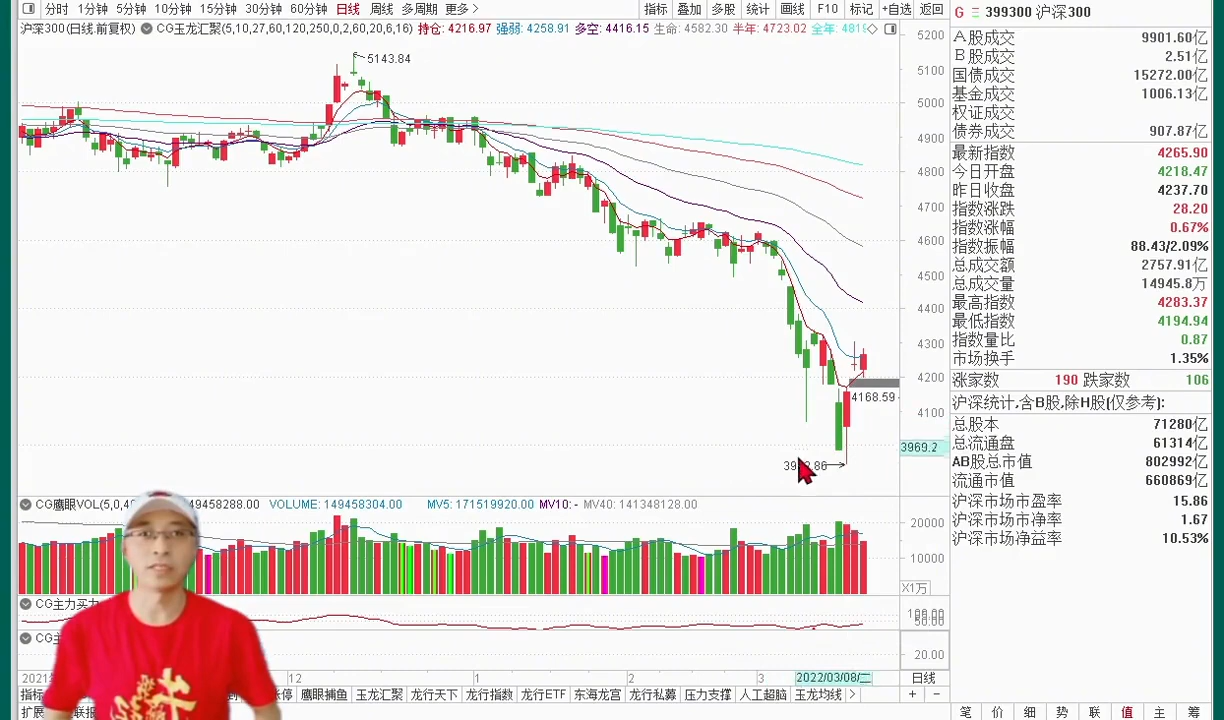 分时 1分钟 5分钟 10分钟 15分钟 30分钟 60分钟 日线 周线 多周期 更多> 指标 叠加 多股 统计 画线 F10 标记 +自选 返回
沪深300(日线.前复权) CG玉龙汇聚(5,10,27,60,120,250,0,2,60,20,6,16) 持仓: 4216.97 强弱: 4258.91 多空: 4416.15 生命: 4582.30 半年: 4723.02 全年:
5143.84
5200
5100
5000
4900
4800
4700
4600
4500
4400
4300
4200
4100
4168.59
3969.2
CG鹰眼VOL(5,0,40 VOLUME: 149458304.00 MV5: 171519920.00 MV10: - MV40: 141348128.00
20000
10000
X1万
CG主力买力
100.00
50.00
CG主
20.00
12 1 2 3 2022/03/08/二 日线
指标 涨停 鹰眼捕鱼 玉龙汇聚 龙行天下 龙行指数 龙行ETF 东海龙宫 龙行私募 压力支撑 人工超脑 玉龙均线 > + -
扩展 联报
G 399300 沪深300
A股成交 9901.60亿
B股成交 2.51亿
国债成交 15272.00亿
基金成交 1006.13亿
权证成交
债券成交 907.87亿
最新指数 4265.90
今日开盘 4218.47
昨日收盘 4237.70
指数涨跌 28.20
指数涨幅 0.67%
指数振幅 88.43/2.09%
总成交额 2757.91亿
总成交量 14945.8万
最高指数 4283.37
最低指数 4194.94
指数量比 0.87
市场换手 1.35%
涨家数 190 跌家数 106
沪深统计,含B股,除H股(仅参考):
总股本 71280亿
总流通盘 61314亿
AB股总市值 802992亿
流通市值 660869亿
沪深市场市盈率 15.86
沪深市场市净率 1.67
沪深市场净益率 10.53%
笔 价 细 势 联 值 主 筹